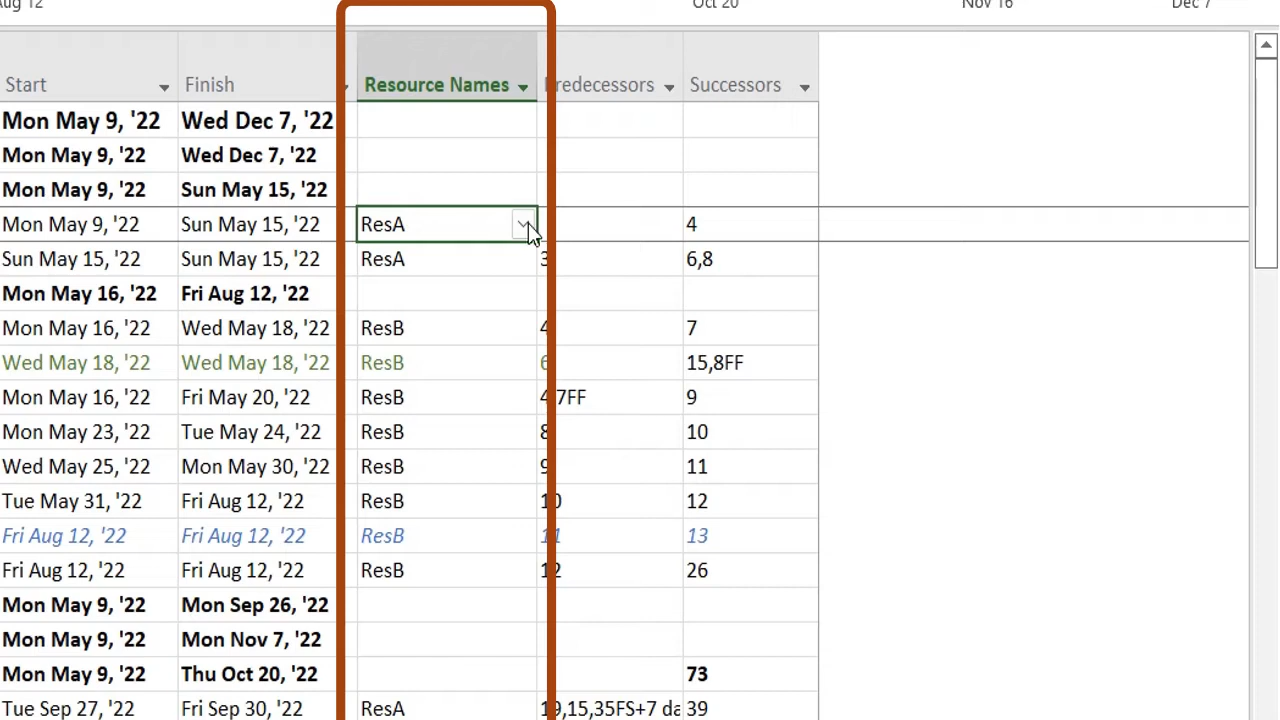 Aug 12 Oct 20 Nov 16 Dec 7
Start Finish Resource Names Predecessors Successors
Mon May 9, '22 Wed Dec 7, '22
Mon May 9, '22 Wed Dec 7, '22
Mon May 9, '22 Sun May 15, '22
Mon May 9, '22 Sun May 15, '22 ResA 4
Sun May 15, '22 Sun May 15, '22 ResA 3 6,8
Mon May 16, '22 Fri Aug 12, '22
Mon May 16, '22 Wed May 18, '22 ResB 4 7
Wed May 18, '22 Wed May 18, '22 ResB 6 15,8FF
Mon May 16, '22 Fri May 20, '22 ResB 4,7FF 9
Mon May 23, '22 Tue May 24, '22 ResB 8 10
Wed May 25, '22 Mon May 30, '22 ResB 9 11
Tue May 31, '22 Fri Aug 12, '22 ResB 10 12
Fri Aug 12, '22 Fri Aug 12, '22 ResB 11 13
Fri Aug 12, '22 Fri Aug 12, '22 ResB 12 26
Mon May 9, '22 Mon Sep 26, '22
Mon May 9, '22 Mon Nov 7, '22
Mon May 9, '22 Thu Oct 20, '22 73
Tue Sep 27, '22 Fri Sep 30, '22 ResA 19,15,35FS+7 da 39